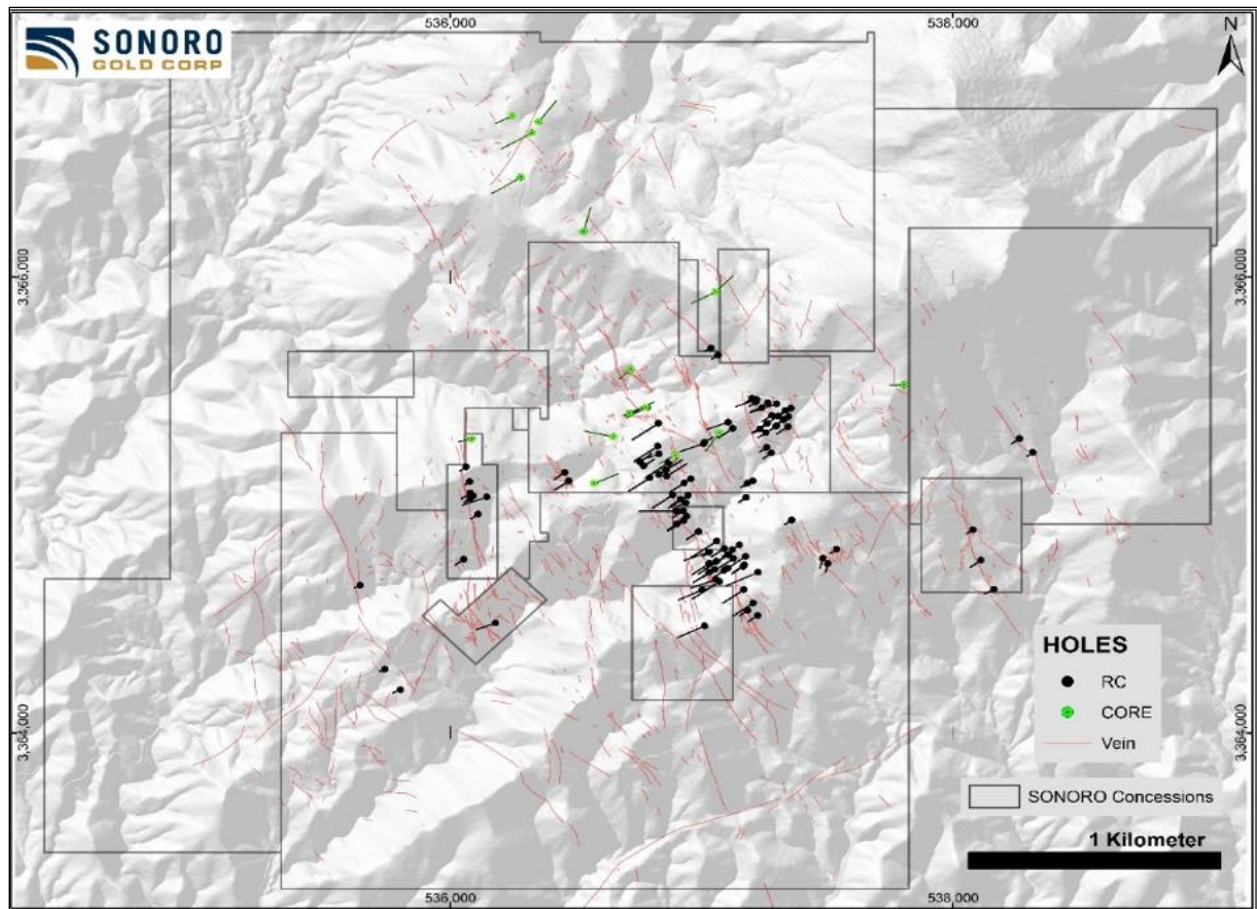 SONORO
GOLD CORP
536,000
538,000
N
3,366,000
3,366,000
3,364,000
3,364,000
HOLES
RC
CORE
Vein
SONORO Concessions
1 Kilometer
536,000
538,000